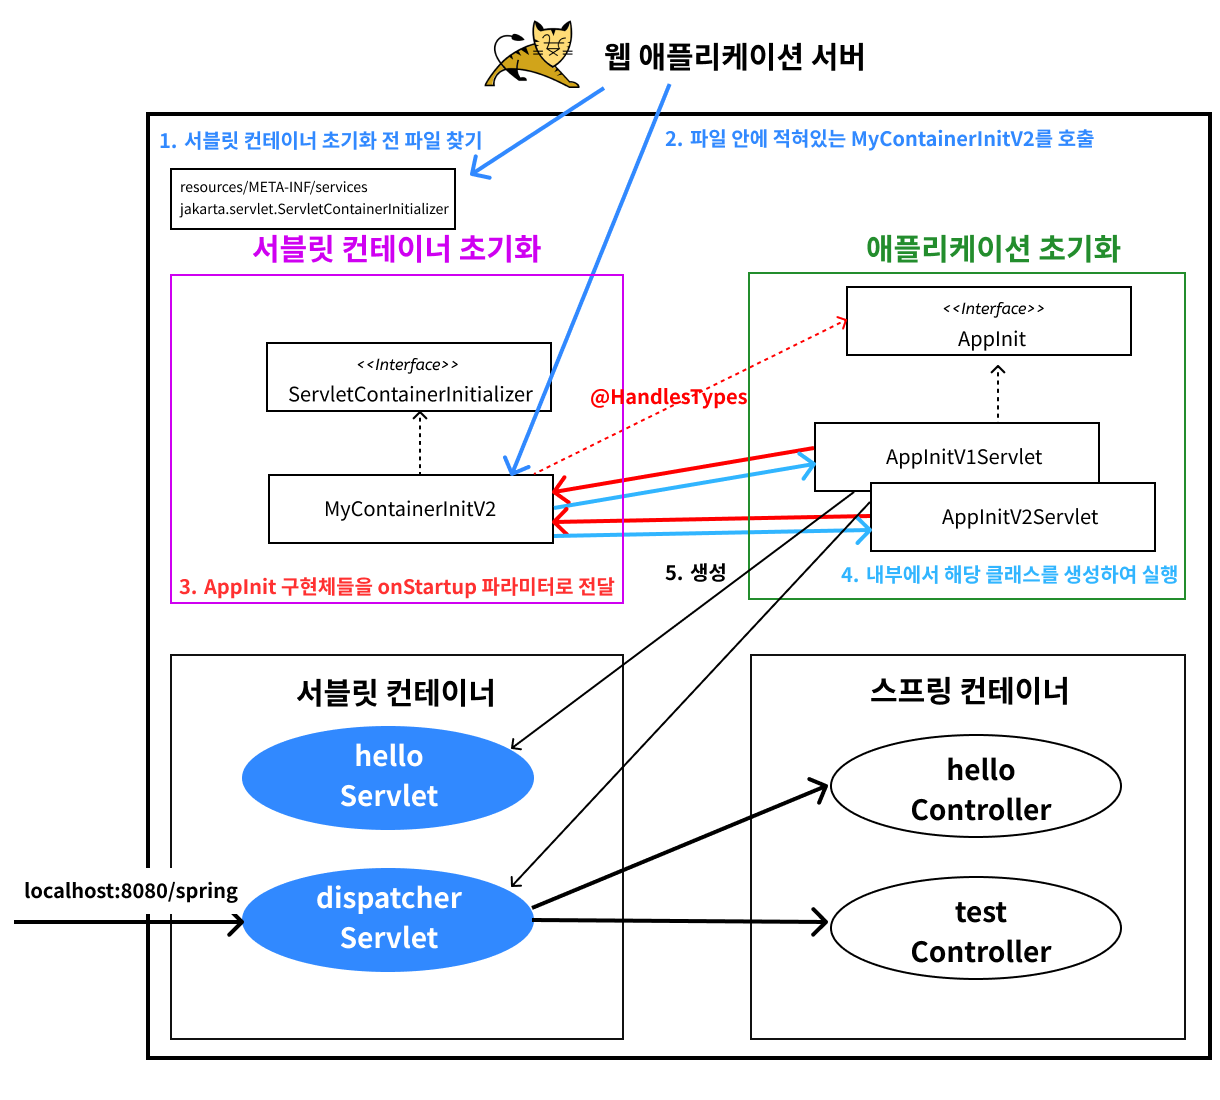 웹 애플리케이션 서버
1. 서블릿 컨테이너 초기화 전 파일 찾기
2. 파일 안에 적혀있는 MyContainerInitV2를 호출
resources/META-INF/services
jakarta.servlet.ServletContainerInitializer
서블릿 컨테이너 초기화
애플리케이션 초기화
<<Interface>>
AppInit
<<Interface>>
ServletContainerInitializer
@HandlesTypes
AppInitV1Servlet
MyContainerInitV2
AppInitV2Servlet
3. AppInit 구현체들을 onStartup 파라미터로 전달
5. 생성
4. 내부에서 해당 클래스를 생성하여 실행
서블릿 컨테이너
hello
Servlet
localhost:8080/spring
dispatcher
Servlet
스프링 컨테이너
hello
Controller
test
Controller